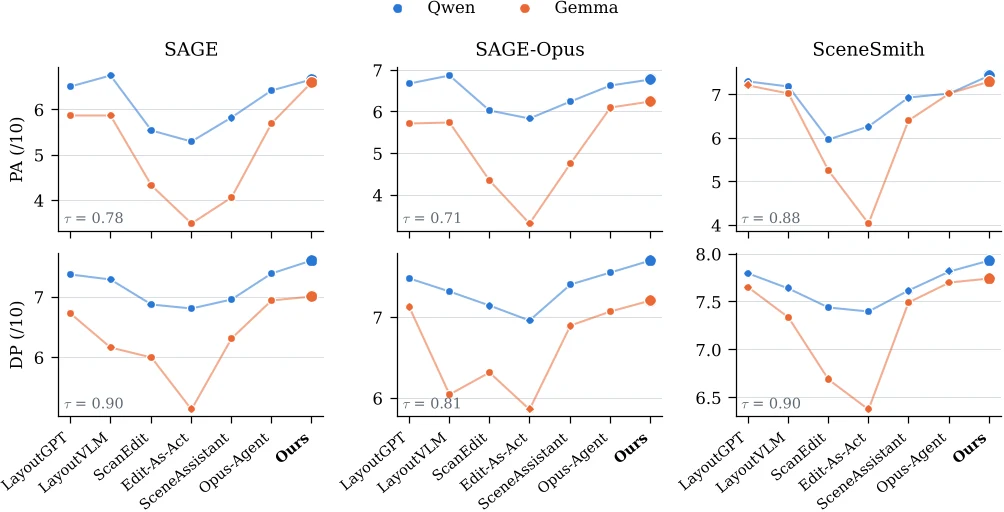 Qwen Gemma
SAGE SAGE-Opus SceneSmith
PA (/10)
6
5
4
τ = 0.78
7
6
5
4
τ = 0.71
7
6
5
4
τ = 0.88
DP (/10)
7
6
τ = 0.90
7
6
τ = 0.81
8.0
7.5
7.0
6.5
τ = 0.90
LayoutGPT
LayoutVLM
ScanEdit
Edit-As-Act
SceneAssistant
Opus-Agent
Ours
LayoutGPT
LayoutVLM
ScanEdit
Edit-As-Act
SceneAssistant
Opus-Agent
Ours
LayoutGPT
LayoutVLM
ScanEdit
Edit-As-Act
SceneAssistant
Opus-Agent
Ours